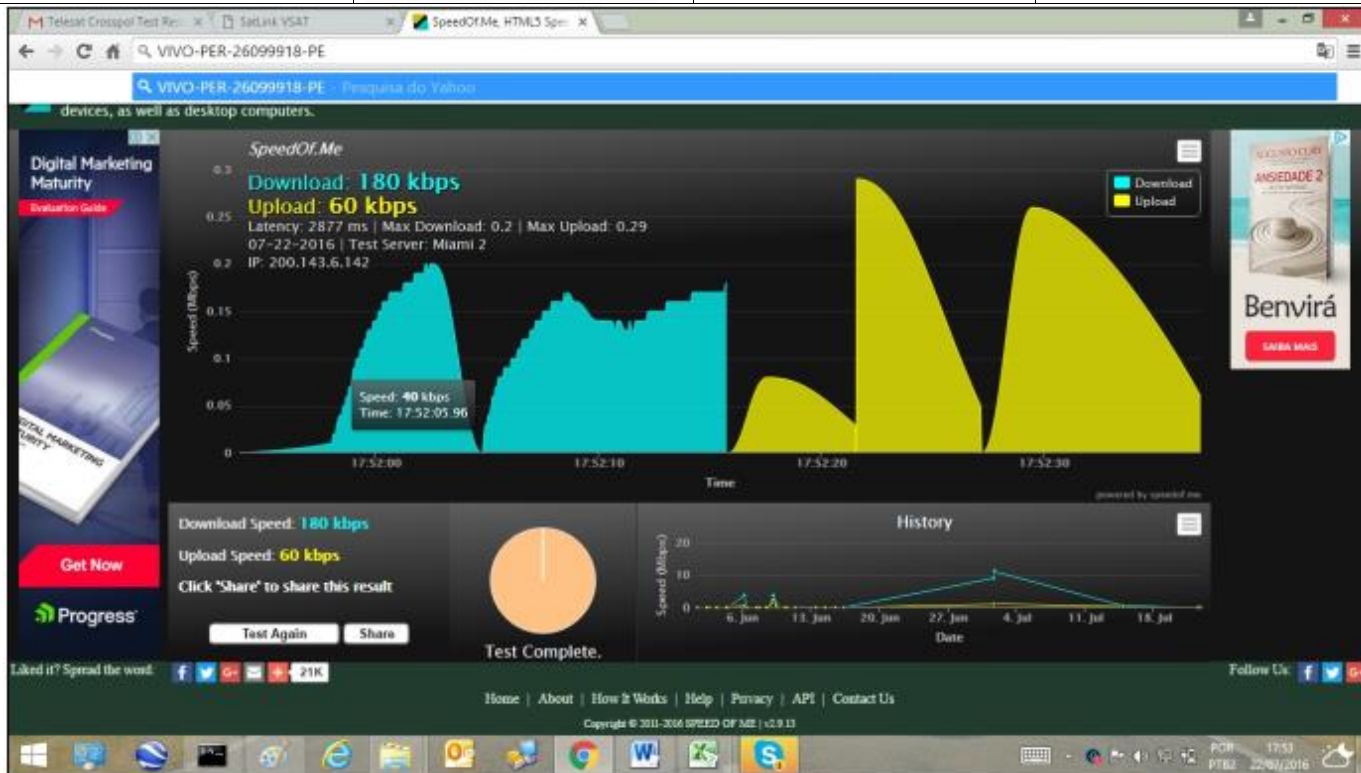 Telesat Crosspol Test Re
SatLink VSAT
SpeedOf.Me, HTML5 Spe
VIVO-PER-26099918-PE
VIVO-PER-26099918-PE - Pesquisa do Yahoo
devices, as well as desktop computers.
Digital Marketing
Maturity
Evaluation Guide
DIGITAL MARKETING
MATURITY
Get Now
Progress
SpeedOf.Me
Download: 180 kbps
Upload: 60 kbps
Latency: 2877 ms | Max Download: 0.2 | Max Upload: 0.29
07-22-2016 | Test Server: Miami 2
IP: 200.143.6.142
Download
Upload
Speed (Mbps)
0.3
0.25
0.2
0.15
0.1
0.05
0
Speed: 40 kbps
Time: 17:52:05.96
17:52:00
17:52:10
17:52:20
17:52:30
Time
powered by speedof.me
AUGUSTO CURY
ANSIEDADE 2
Benvirá
SAIBA MAIS
Download Speed: 180 kbps
Upload Speed: 60 kbps
Click 'Share' to share this result
Test Again
Share
Test Complete.
History
Speed (Mbps)
20
10
0
6. Jun
13. Jun
20. Jun
27. Jun
4. Jul
11. Jul
18. Jul
Date
Liked it? Spread the word.
21K
Follow Us:
Home | About | How It Works | Help | Privacy | API | Contact Us
Copyright © 2011-2016 SPEED OF ME | v2.9.13
POR 17:53
PTB2 22/07/2016